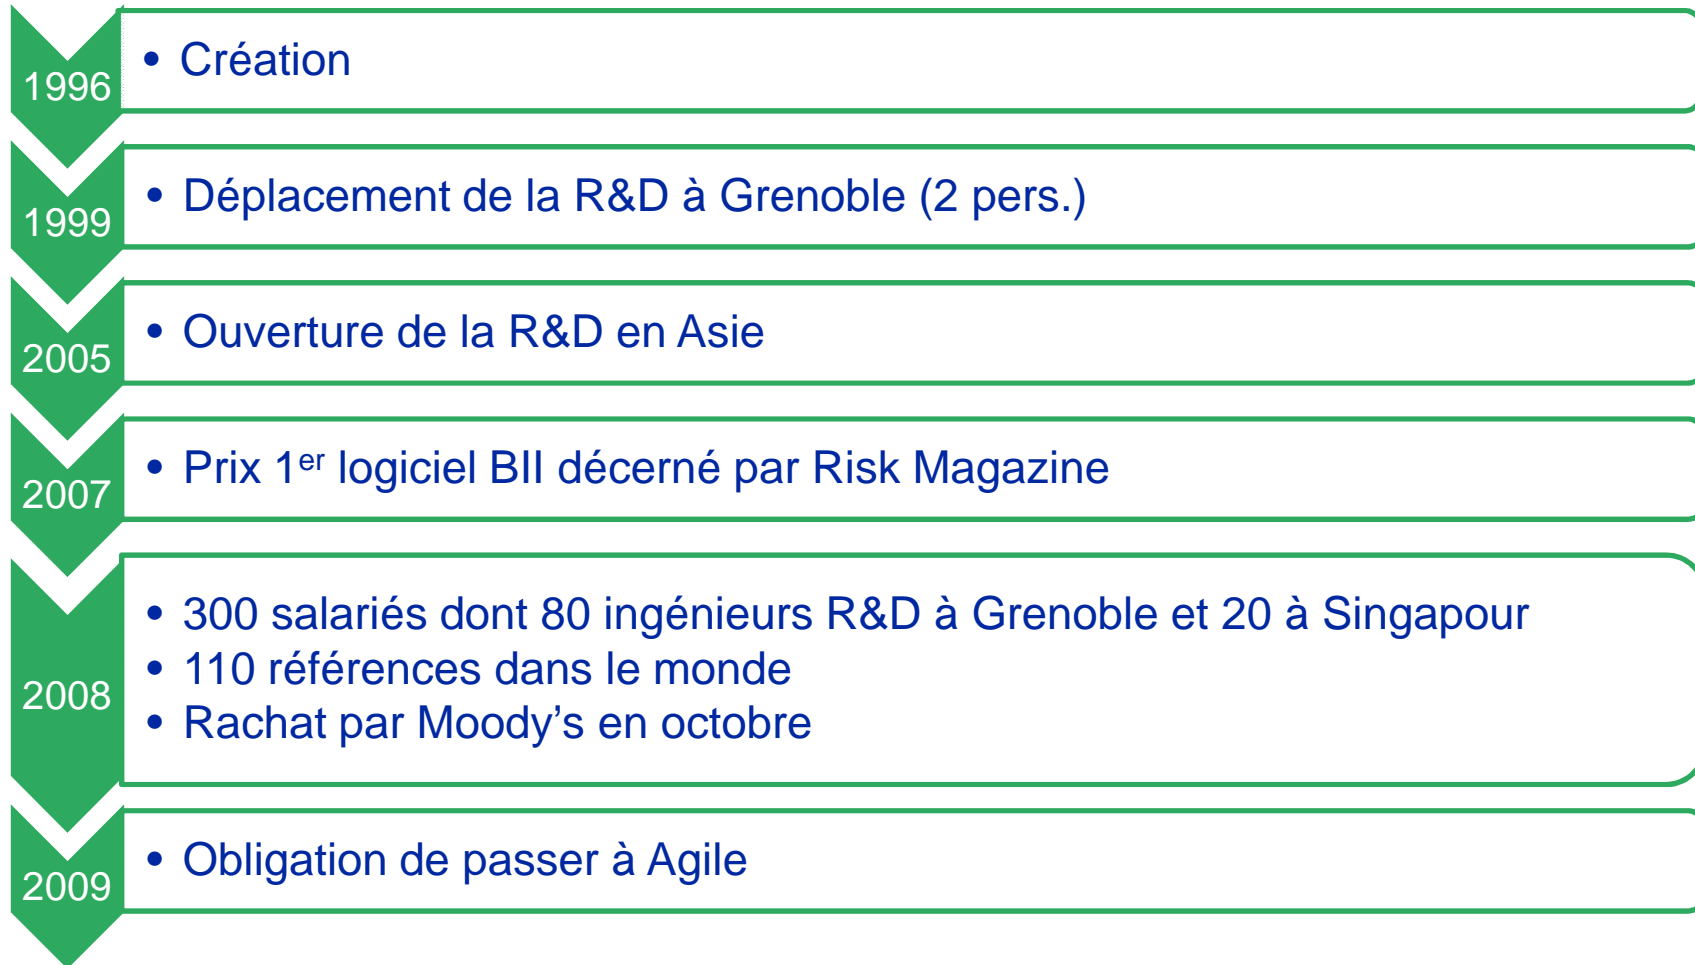 1996
• Création
1999
• Déplacement de la R&D à Grenoble (2 pers.)
2005
• Ouverture de la R&D en Asie
2007
• Prix 1er logiciel BII décerné par Risk Magazine
2008
• 300 salariés dont 80 ingénieurs R&D à Grenoble et 20 à Singapour
• 110 références dans le monde
• Rachat par Moody’s en octobre
2009
• Obligation de passer à Agile